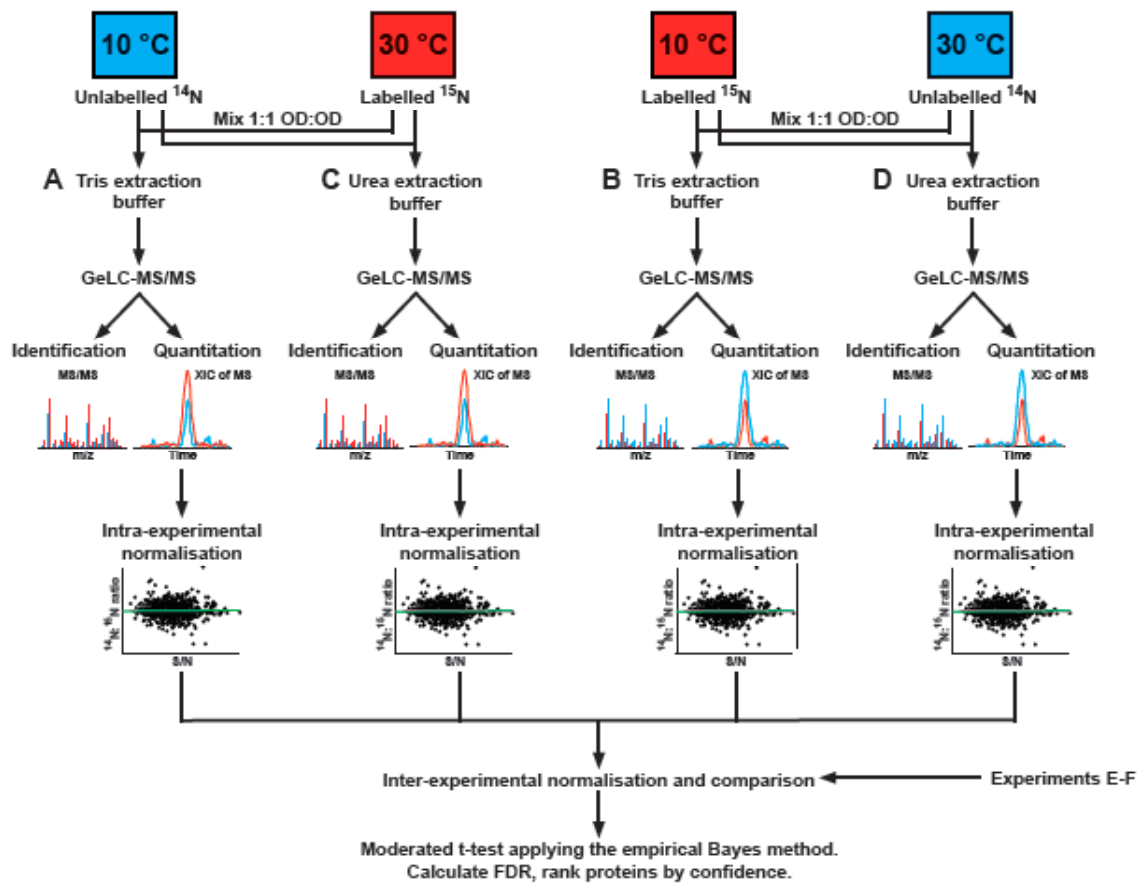 10 °C
30 °C
10 °C
30 °C
Unlabelled ¹⁴N
Labelled ¹⁵N
Labelled ¹⁵N
Unlabelled ¹⁴N
Mix 1:1 OD:OD
Mix 1:1 OD:OD
A
Tris extraction
buffer
C
Urea extraction
buffer
B
Tris extraction
buffer
D
Urea extraction
buffer
GeLC-MS/MS
GeLC-MS/MS
GeLC-MS/MS
GeLC-MS/MS
Identification
Quantitation
Identification
Quantitation
Identification
Quantitation
Identification
Quantitation
MS/MS
XIC of MS
MS/MS
XIC of MS
MS/MS
XIC of MS
MS/MS
XIC of MS
m/z
Time
m/z
Time
m/z
Time
m/z
Time
Intra-experimental
normalisation
Intra-experimental
normalisation
Intra-experimental
normalisation
Intra-experimental
normalisation
¹⁴N:¹⁵N ratio
S/N
¹⁴N:¹⁵N ratio
S/N
¹⁴N:¹⁵N ratio
S/N
¹⁴N:¹⁵N ratio
S/N
Inter-experimental normalisation and comparison
Experiments E-F
Moderated t-test applying the empirical Bayes method.
Calculate FDR, rank proteins by confidence.